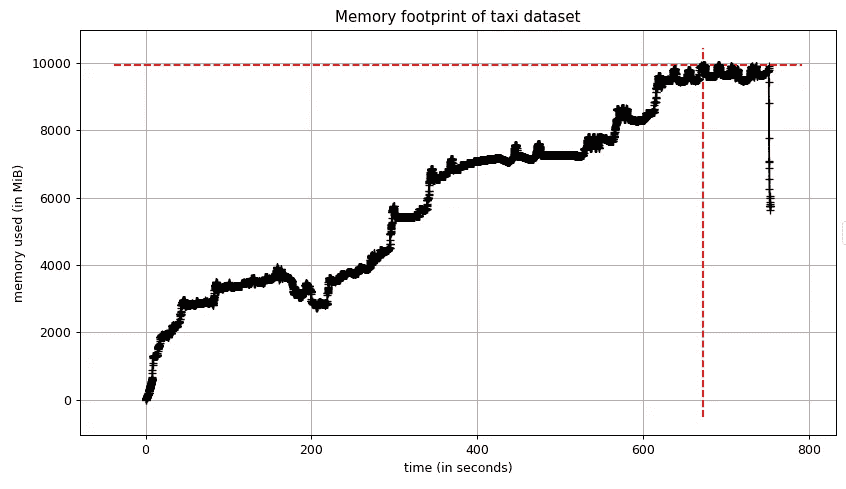 Memory footprint of taxi dataset
10000
8000
6000
4000
2000
0
memory used (in MiB)
0 200 400 600 800
time (in seconds)